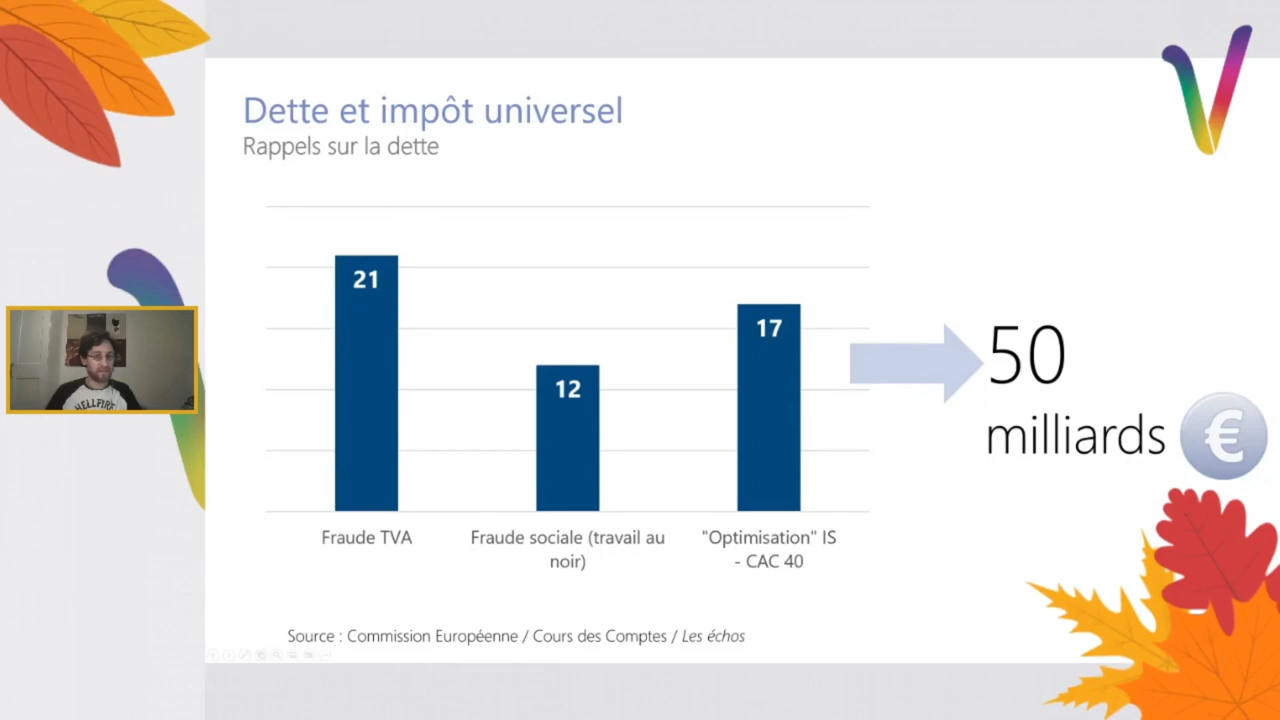 Dette et impôt universel
Rappels sur la dette
21
12
17
50
milliards
€
Fraude TVA
Fraude sociale (travail au
noir)
"Optimisation" IS
- CAC 40
Source : Commission Européenne / Cours des Comptes / Les échos
HELLFIRE